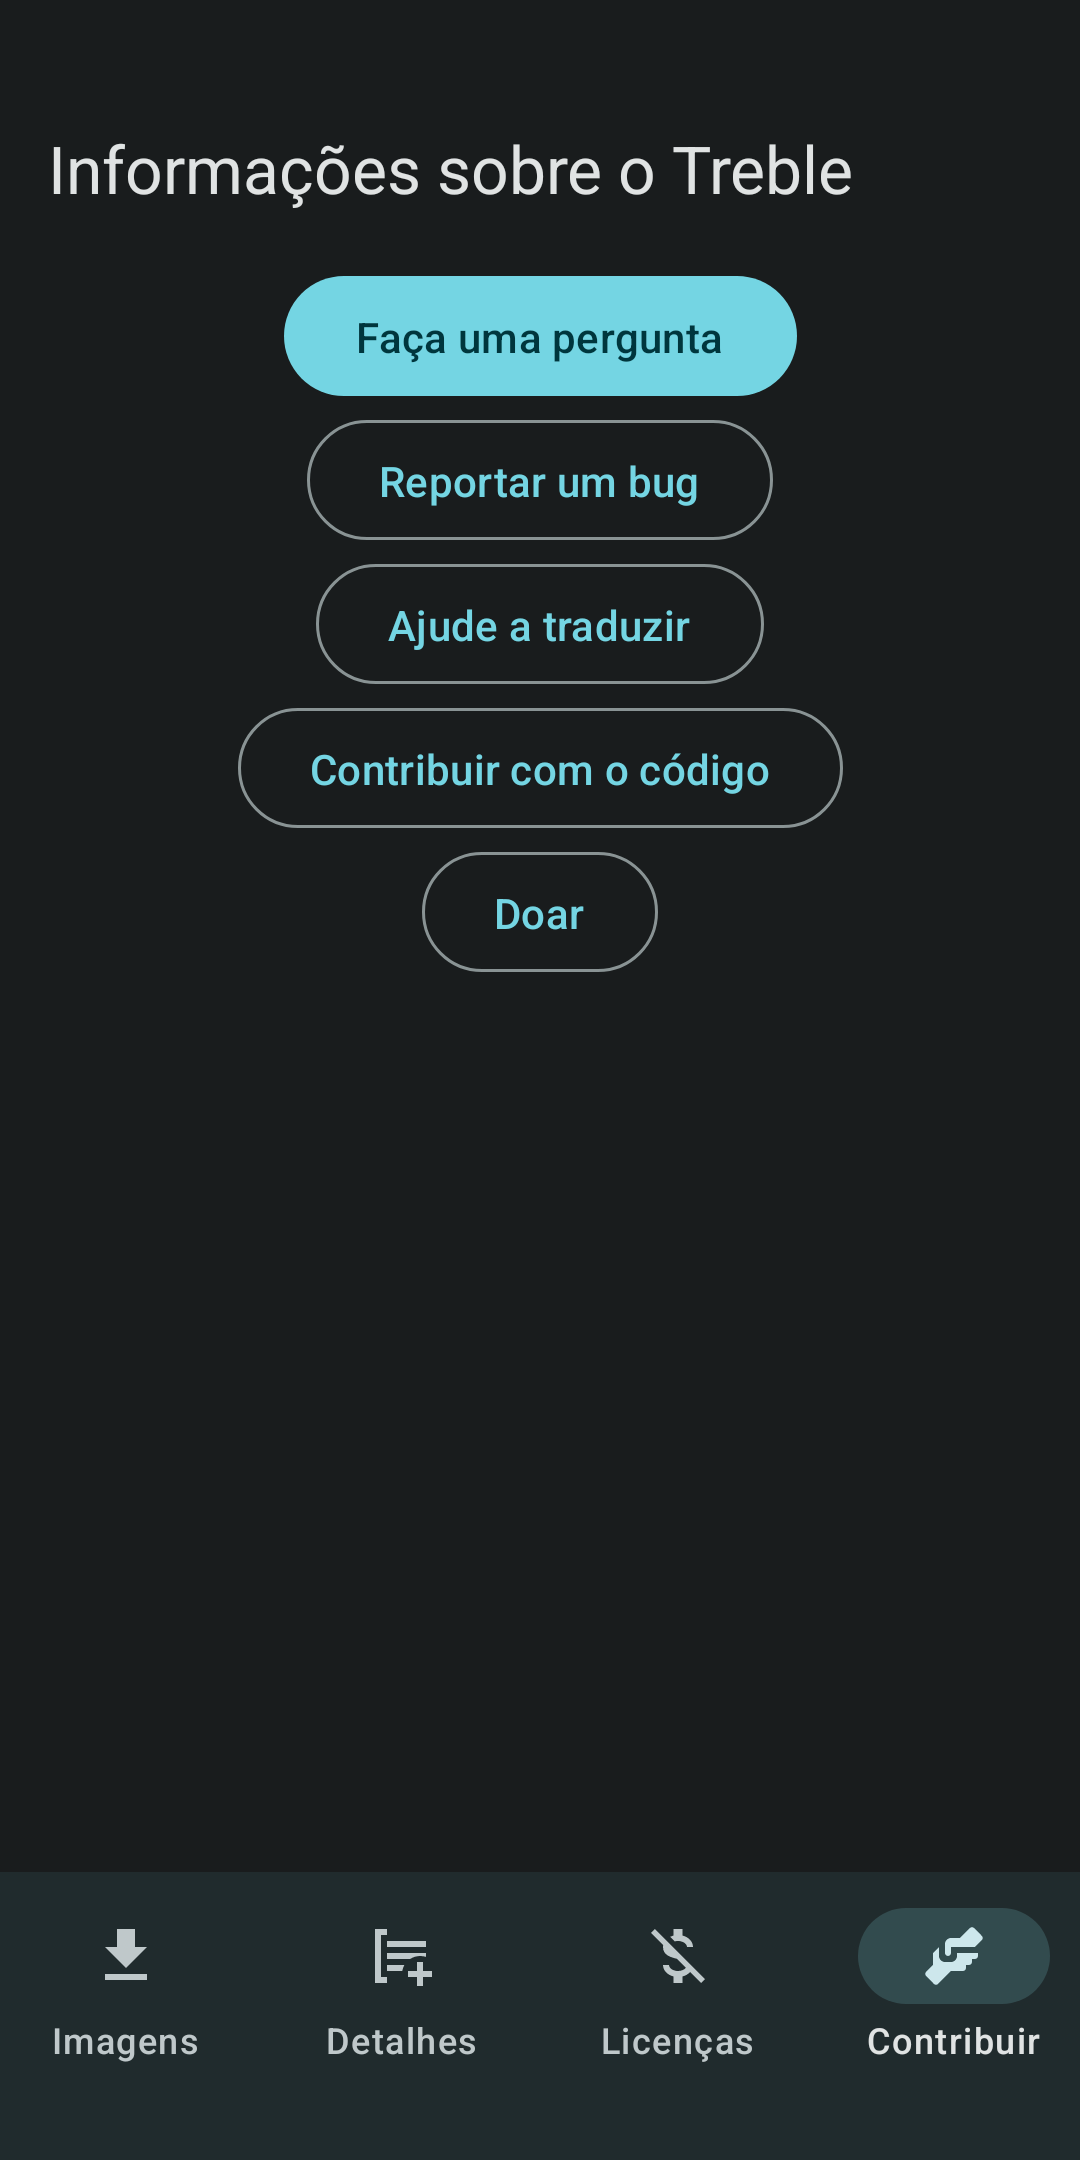 Informações sobre o Treble
Faça uma pergunta
Reportar um bug
Ajude a traduzir
Contribuir com o código
Doar
Imagens
Detalhes
Licenças
Contribuir